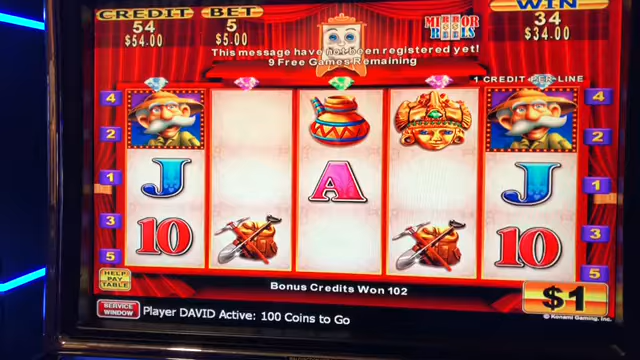 CREDIT BET WIN
54 5 34
$54.00 $5.00 $34.00
MIRROR
REELS
This message have not been registered yet!
9 Free Games Remaining
1 CREDIT PER LINE
4 4
2 2
J J
1 A 1
3 3
10 10
5 5
HELP
PAY
TABLE
Bonus Credits Won 102
$1
© Konami Gaming, Inc.
SERVICE
WINDOW
Player DAVID Active: 100 Coins to Go